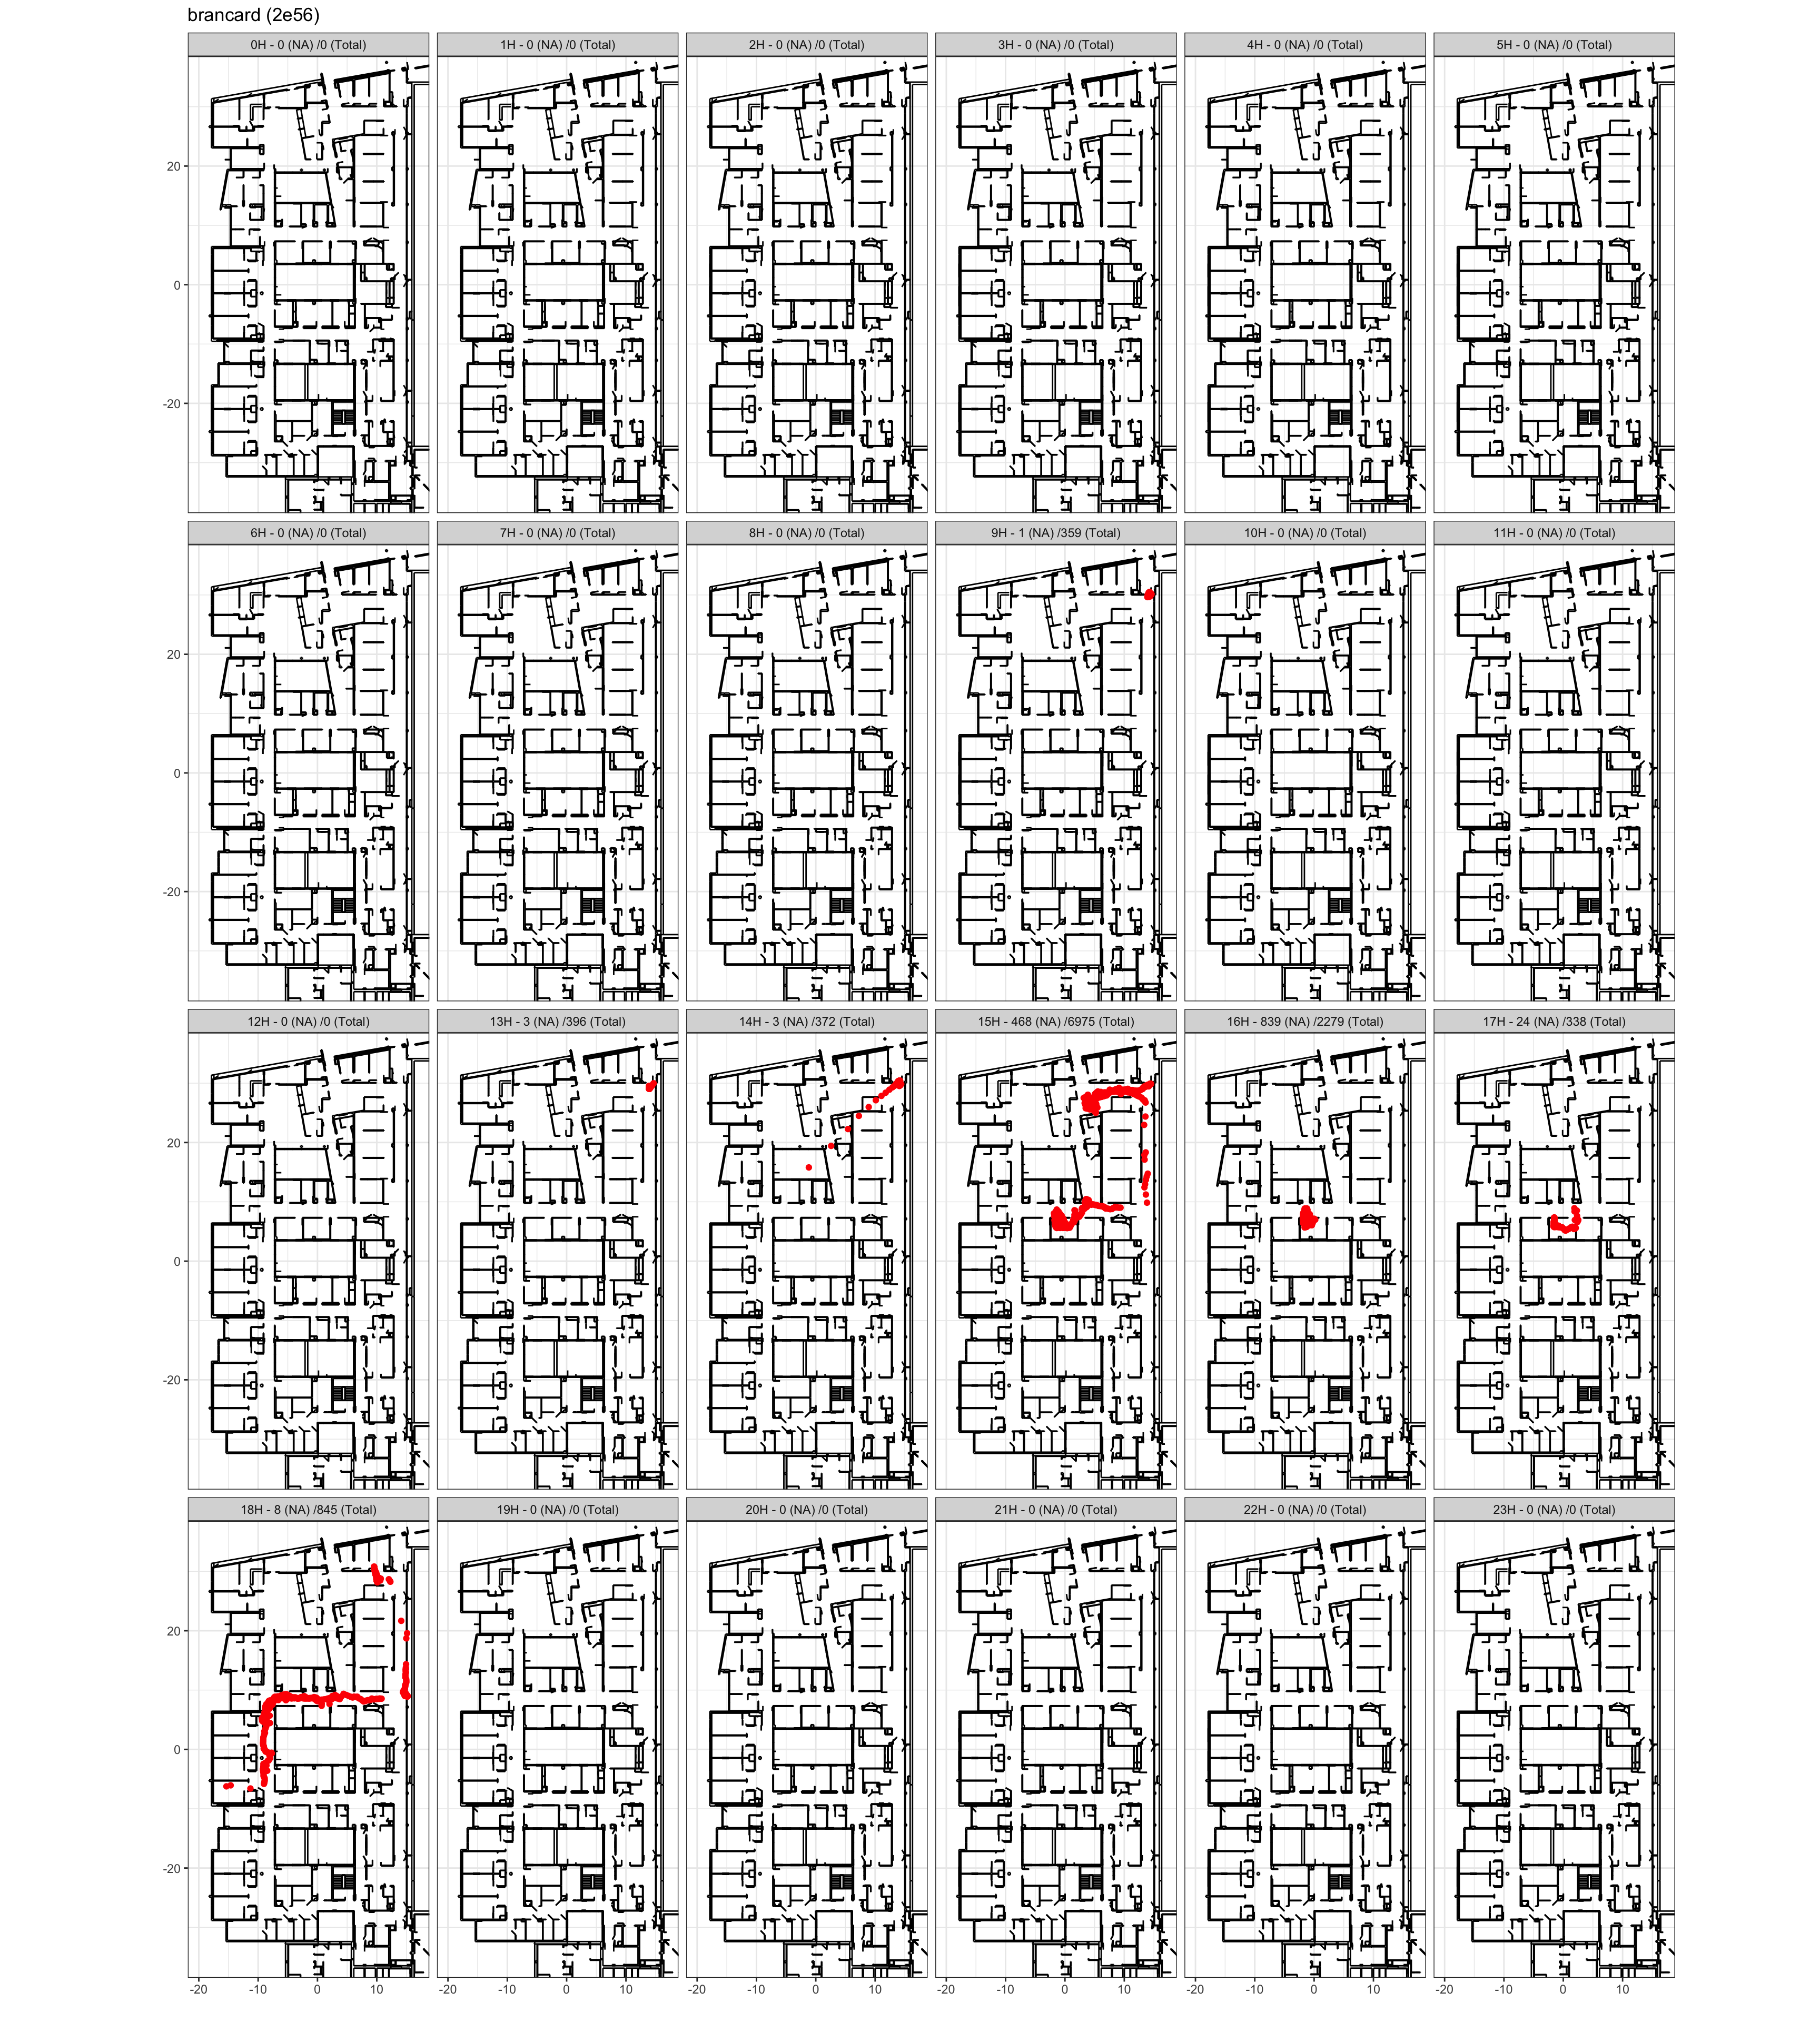 brancard (2e56)
0H - 0 (NA) /0 (Total) 1H - 0 (NA) /0 (Total) 2H - 0 (NA) /0 (Total) 3H - 0 (NA) /0 (Total) 4H - 0 (NA) /0 (Total) 5H - 0 (NA) /0 (Total)
20
0
-20
6H - 0 (NA) /0 (Total) 7H - 0 (NA) /0 (Total) 8H - 0 (NA) /0 (Total) 9H - 1 (NA) /359 (Total) 10H - 0 (NA) /0 (Total) 11H - 0 (NA) /0 (Total)
20
0
-20
12H - 0 (NA) /0 (Total) 13H - 3 (NA) /396 (Total) 14H - 3 (NA) /372 (Total) 15H - 468 (NA) /6975 (Total) 16H - 839 (NA) /2279 (Total) 17H - 24 (NA) /338 (Total)
20
0
-20
18H - 8 (NA) /845 (Total) 19H - 0 (NA) /0 (Total) 20H - 0 (NA) /0 (Total) 21H - 0 (NA) /0 (Total) 22H - 0 (NA) /0 (Total) 23H - 0 (NA) /0 (Total)
20
0
-20
-20 -10 0 10 -20 -10 0 10 -20 -10 0 10 -20 -10 0 10 -20 -10 0 10 -20 -10 0 10